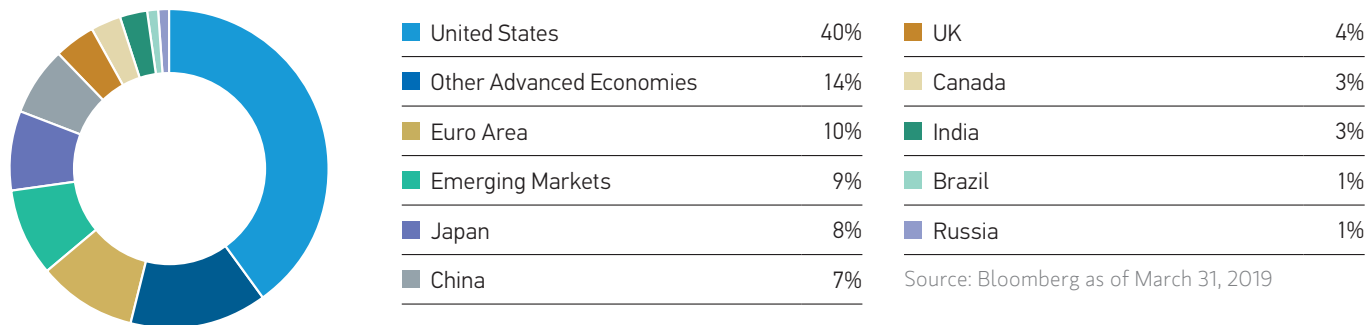 United States 40%
Other Advanced Economies 14%
Euro Area 10%
Emerging Markets 9%
Japan 8%
China 7%
UK 4%
Canada 3%
India 3%
Brazil 1%
Russia 1%
Source: Bloomberg as of March 31, 2019